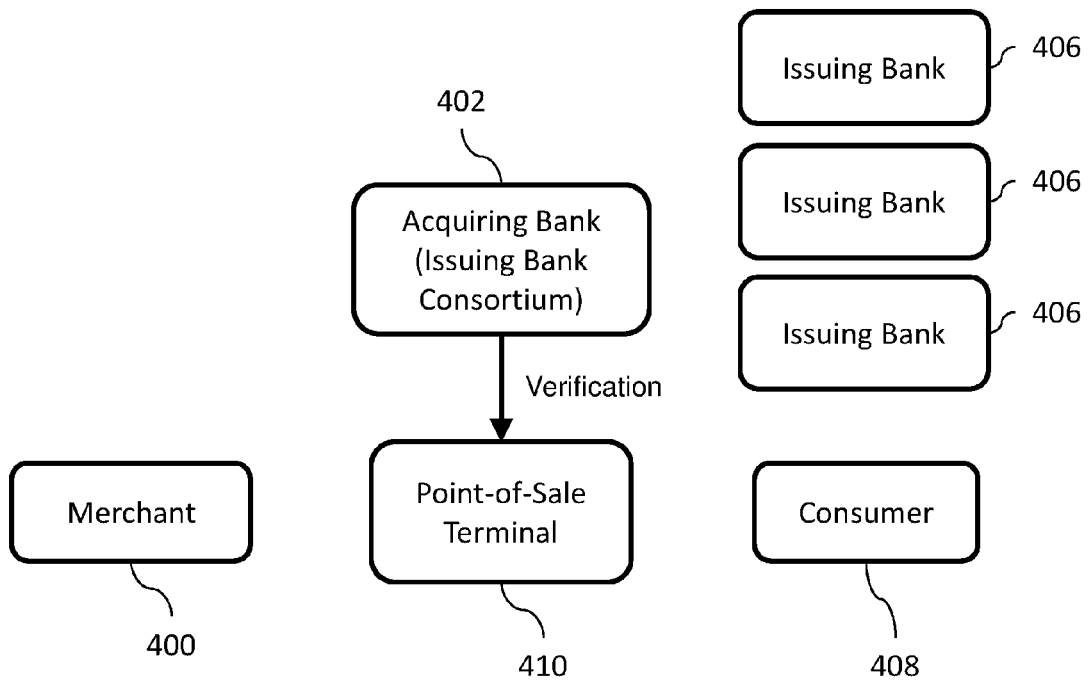 Issuing Bank
406
402
Issuing Bank
406
Acquiring Bank
(Issuing Bank
Consortium)
Issuing Bank
406
Verification
Merchant
Point-of-Sale
Terminal
Consumer
400
410
408